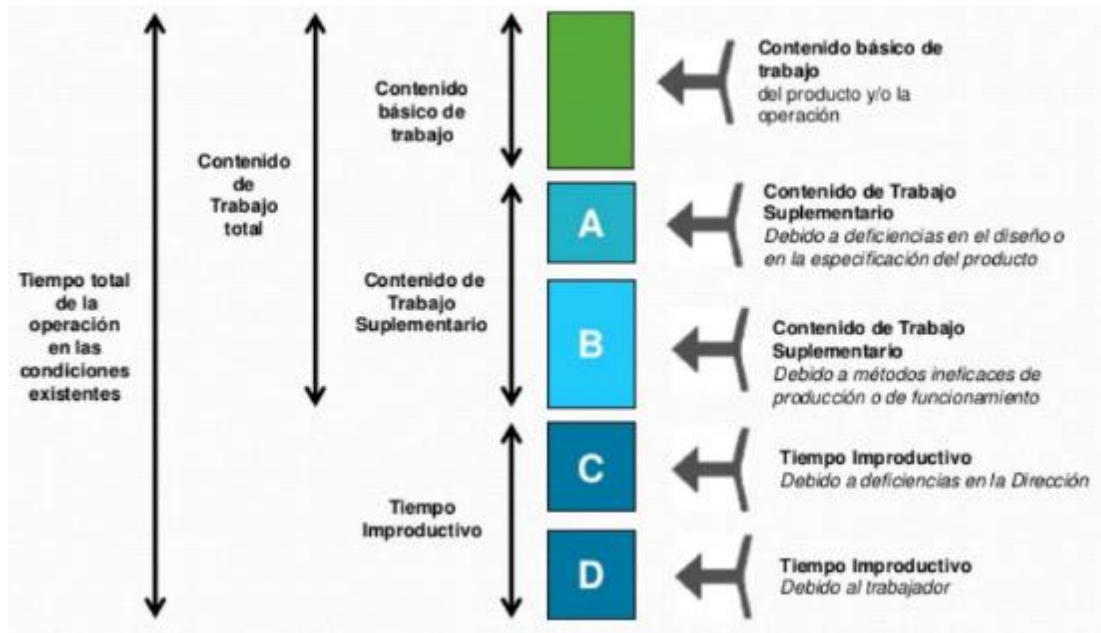 Tiempo total
de la
operación
en las
condiciones
existentes
Contenido
de
Trabajo
total
Contenido
básico de
trabajo
Contenido de
Trabajo
Suplementario
Tiempo
Improductivo
A
B
C
D
Contenido básico de
trabajo
del producto y/o la
operación
Contenido de Trabajo
Suplementario
Debido a deficiencias en el diseño o
en la especificación del producto
Contenido de Trabajo
Suplementario
Debido a métodos ineficaces de
producción o de funcionamiento
Tiempo Improductivo
Debido a deficiencias en la Dirección
Tiempo Improductivo
Debido al trabajador